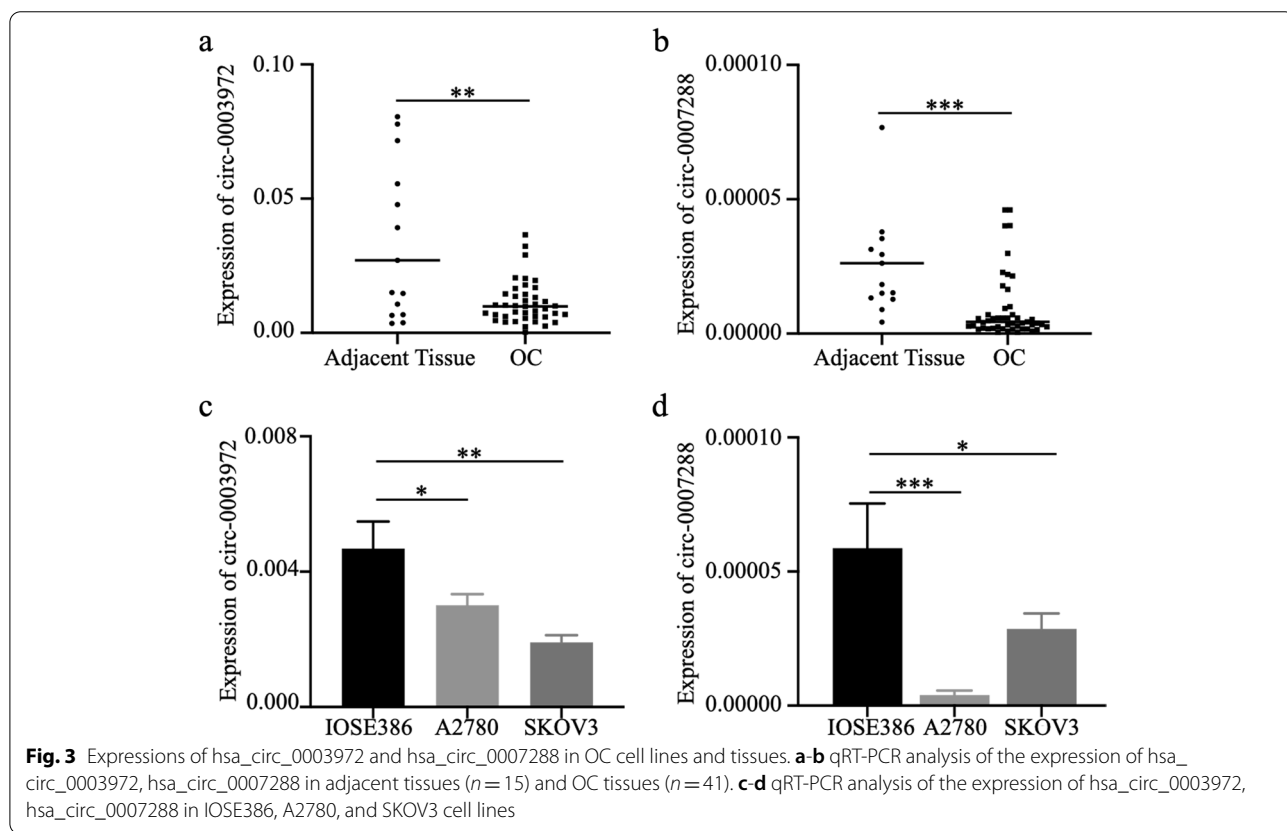 a
Expression of circ-0003972
0.10
0.05
0.00
**
Adjacent Tissue
OC
b
Expression of circ-0007288
0.00010
0.00005
0.00000
***
Adjacent Tissue
OC
c
Expression of circ-0003972
0.008
0.004
0.000
**
*
IOSE386
A2780
SKOV3
d
Expression of circ-0007288
0.00010
0.00005
0.00000
*
***
IOSE386
A2780
SKOV3
Fig. 3 Expressions of hsa_circ_0003972 and hsa_circ_0007288 in OC cell lines and tissues. a-b qRT-PCR analysis of the expression of hsa_
circ_0003972, hsa_circ_0007288 in adjacent tissues (n = 15) and OC tissues (n = 41). c-d qRT-PCR analysis of the expression of hsa_circ_0003972,
hsa_circ_0007288 in IOSE386, A2780, and SKOV3 cell lines